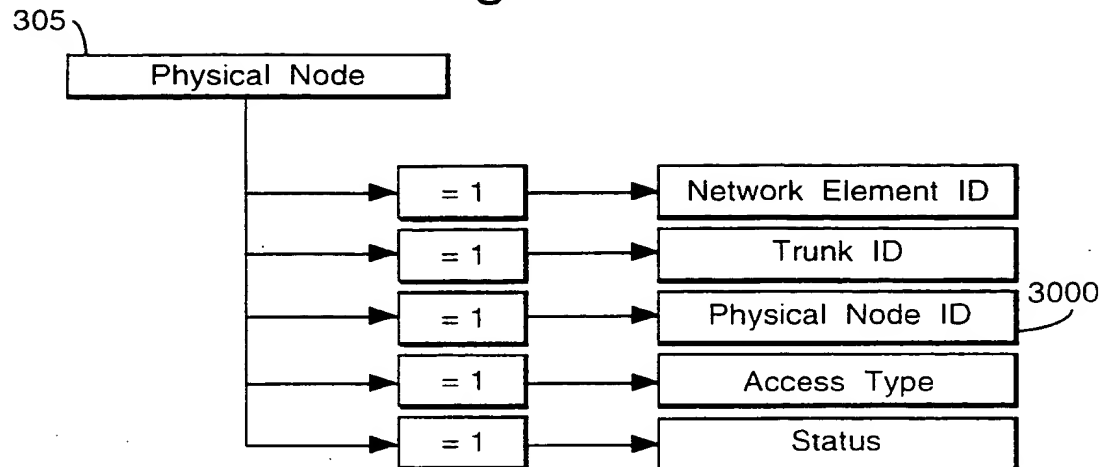 305
Physical Node
= 1 Network Element ID
= 1 Trunk ID
= 1 Physical Node ID 3000
= 1 Access Type
= 1 Status